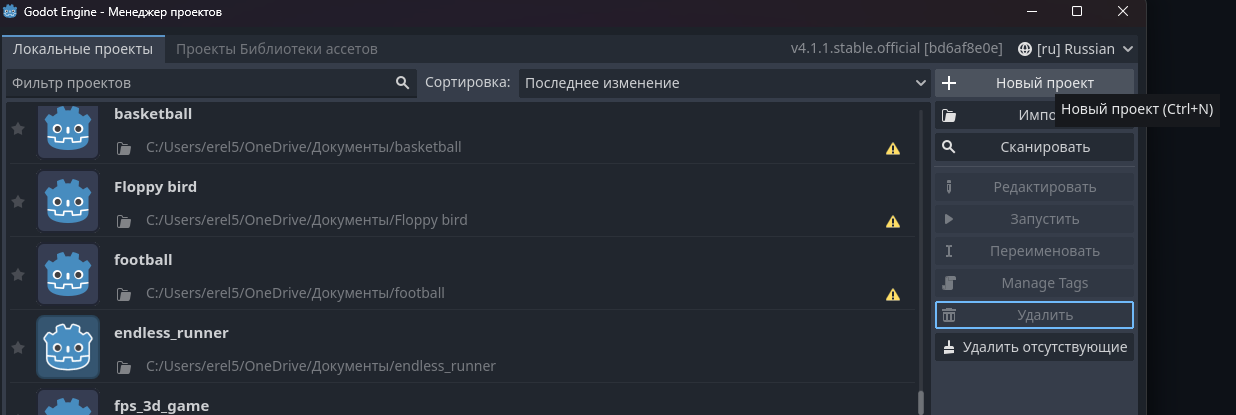 Godot Engine - Менеджер проектов
Локальные проекты
Проекты Библиотеки ассетов
v4.1.1.stable.official [bd6af8e0e]
[ru] Russian
Фильтр проектов
Сортировка:
Последнее изменение
Новый проект
Новый проект (Ctrl+N)
Импо
Сканировать
Редактировать
Запустить
Переименовать
Manage Tags
Удалить
Удалить отсутствующие
basketball
C:/Users/erel5/OneDrive/Документы/basketball
Floppy bird
C:/Users/erel5/OneDrive/Документы/Floppy bird
football
C:/Users/erel5/OneDrive/Документы/football
endless_runner
C:/Users/erel5/OneDrive/Документы/endless_runner
fps_3d_game